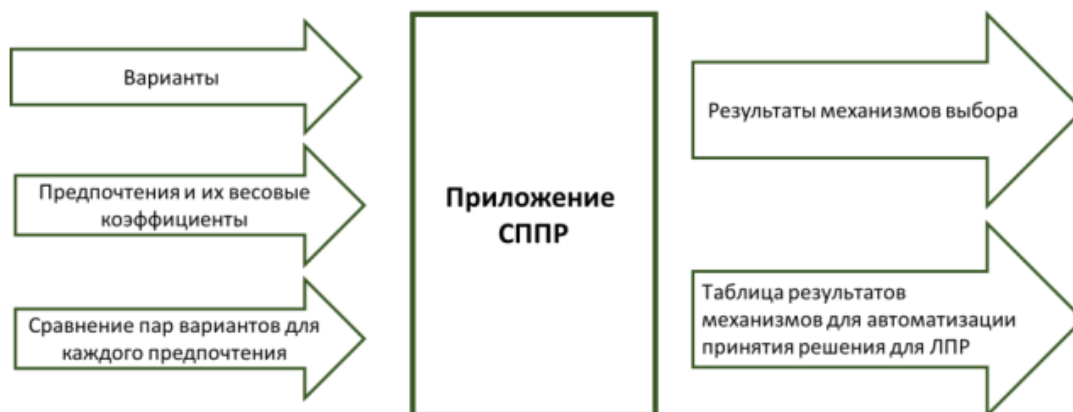 Варианты
Предпочтения и их весовые
коэффициенты
Сравнение пар вариантов для
каждого предпочтения
Приложение
СППР
Результаты механизмов выбора
Таблица результатов
механизмов для автоматизации
принятия решения для ЛПР